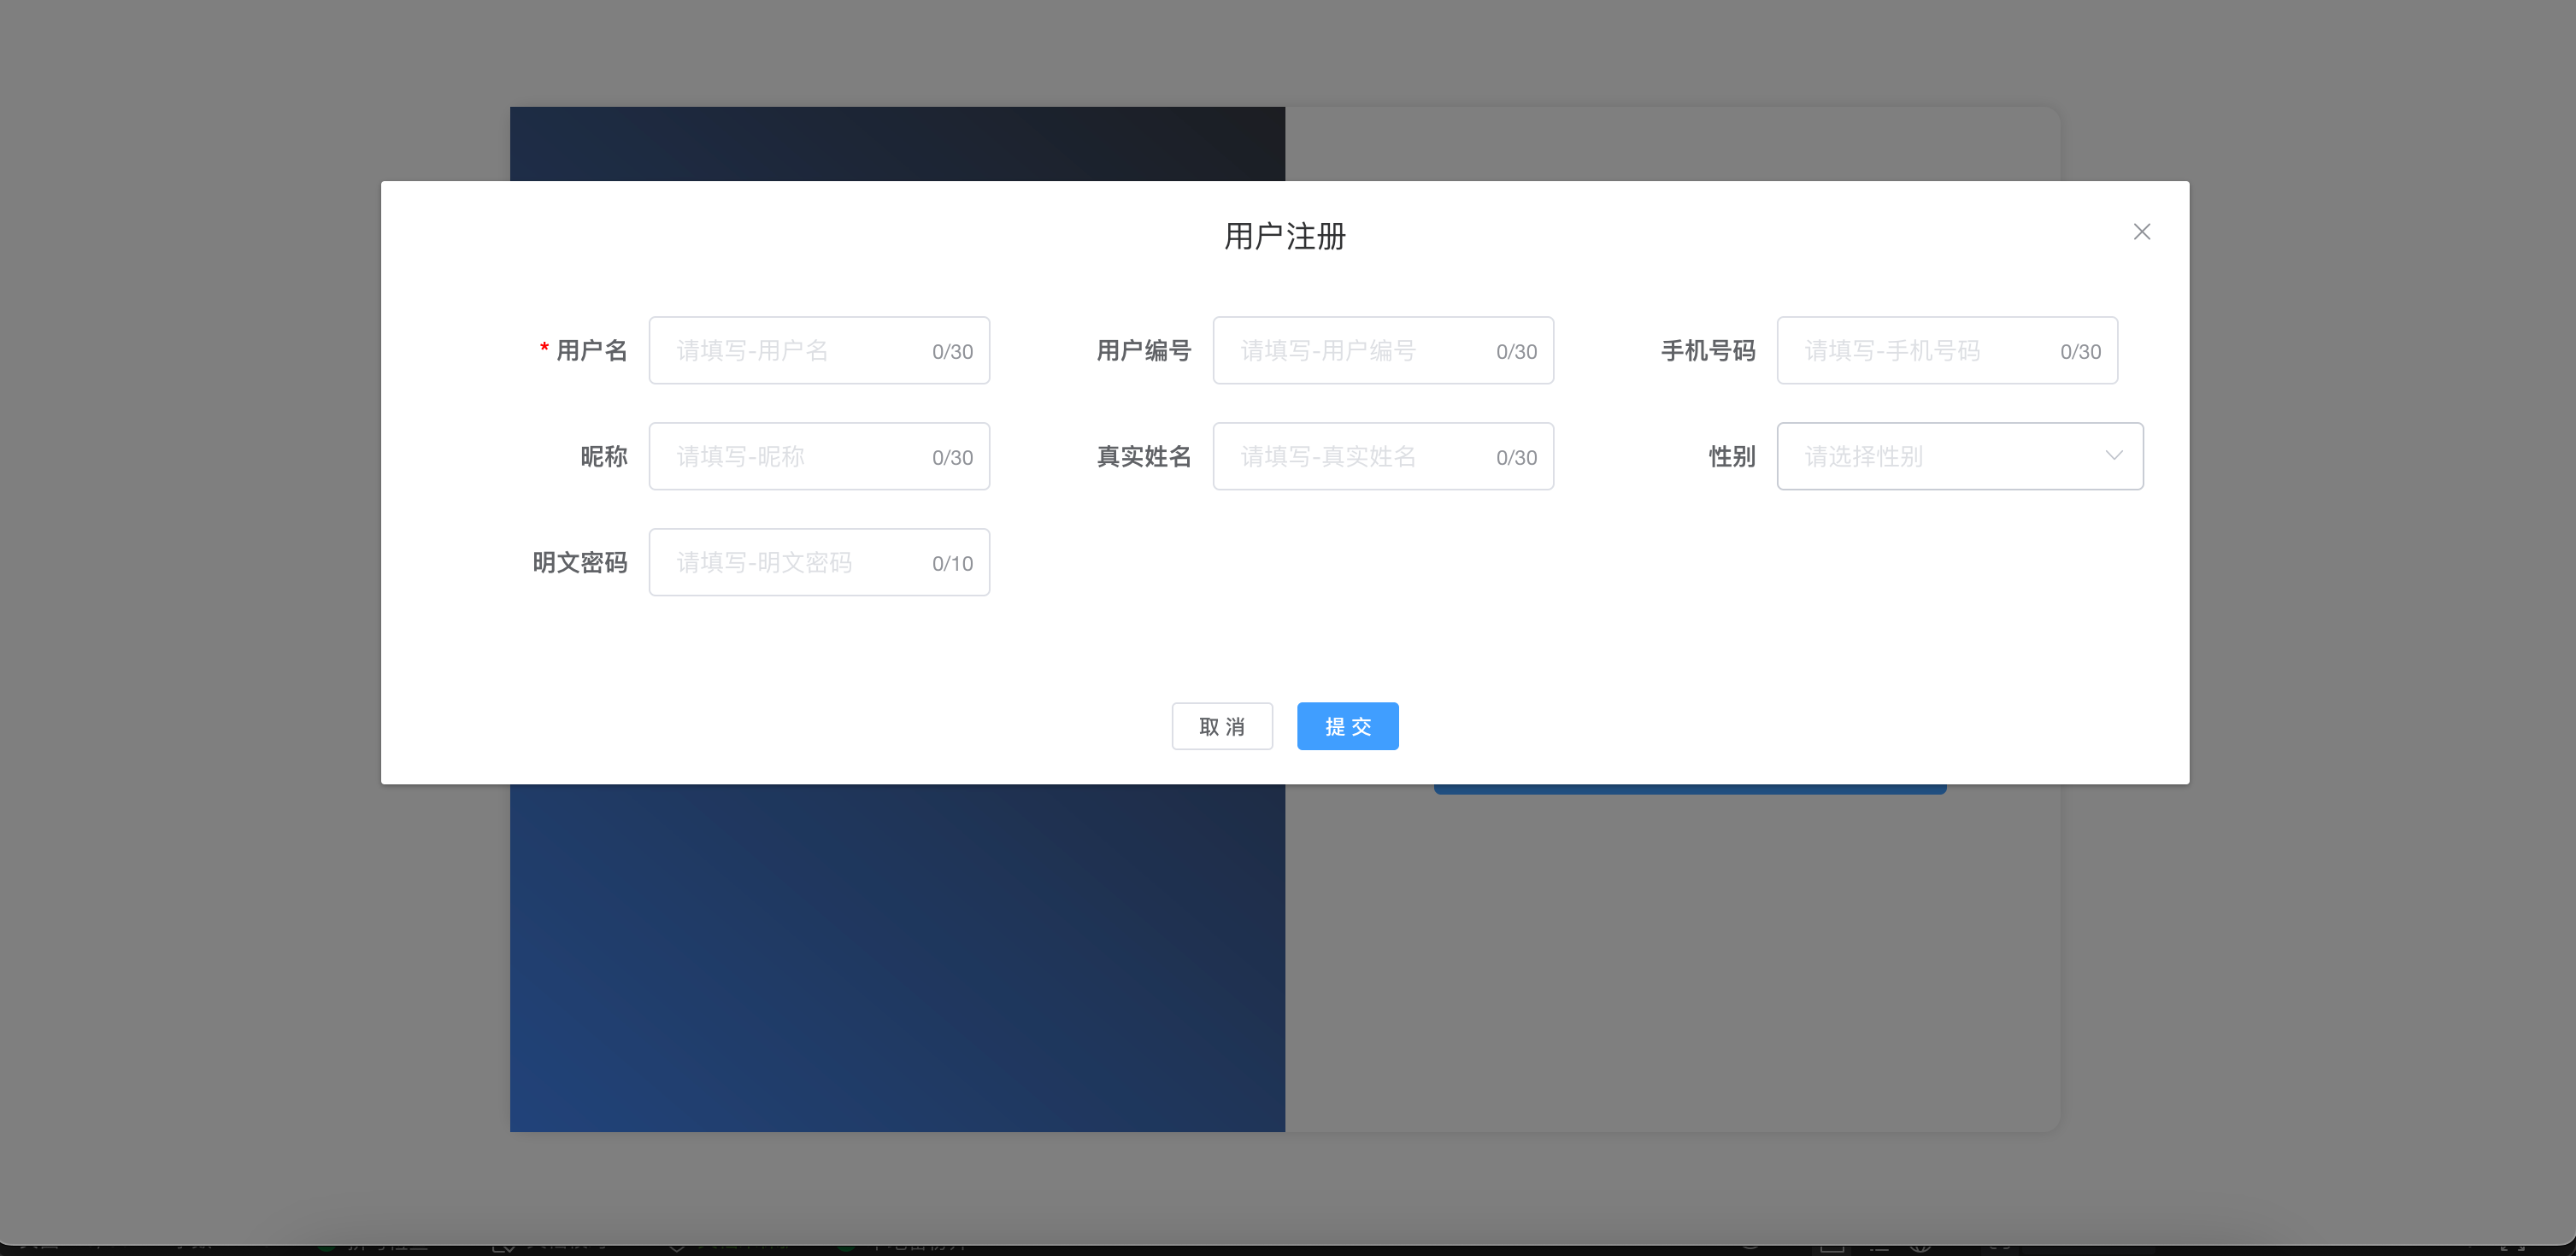 用户注册
* 用户名 请填写-用户名 0/30 用户编号 请填写-用户编号 0/30 手机号码 请填写-手机号码 0/30
昵称 请填写-昵称 0/30 真实姓名 请填写-真实姓名 0/30 性别 请选择性别
明文密码 请填写-明文密码 0/10
取 消 提 交